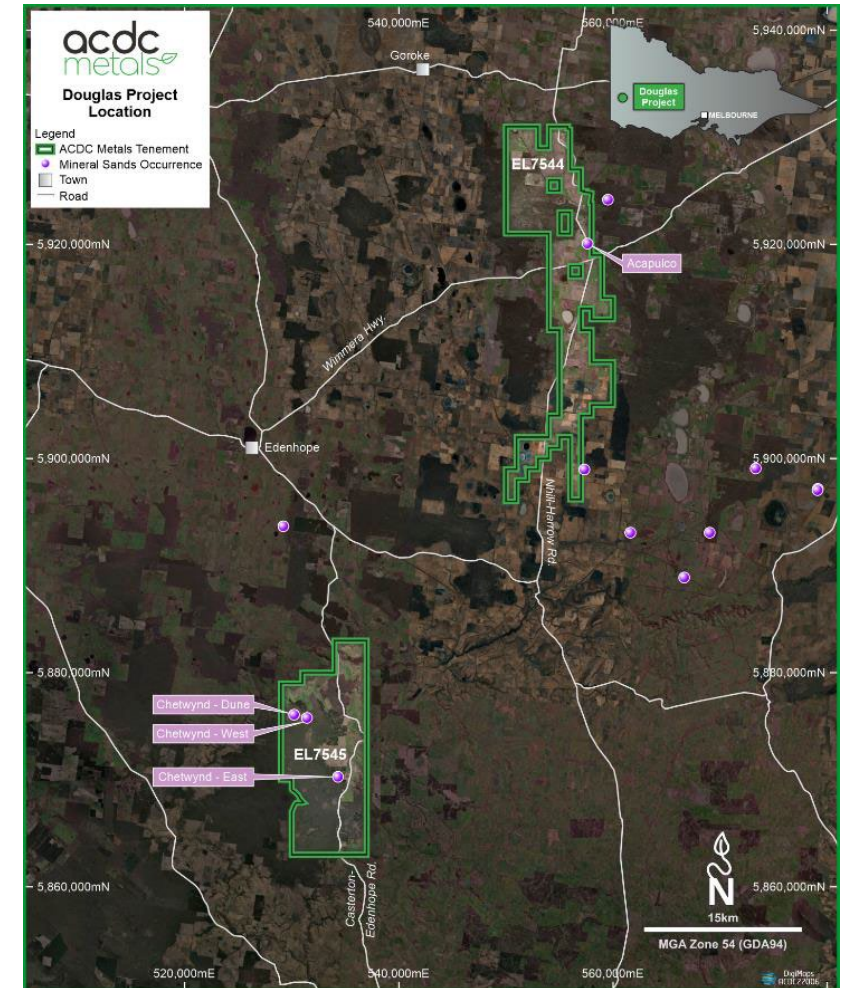 acdc
metals
Douglas Project
Location
Legend
ACDC Metals Tenement
Mineral Sands Occurrence
Town
Road
540,000mE
560,000mE
5,940,000mN
Goroke
Douglas
Project
MELBOURNE
EL7544
5,920,000mN
5,920,000mN
Acapulco
Wimmera Hwy.
Edenhope
5,900,000mN
5,900,000mN
Nhill-Harrow Rd.
5,880,000mN
5,880,000mN
Chetwynd - Dune
Chetwynd - West
EL7545
Chetwynd - East
Casterton-
Edenhope Rd.
5,860,000mN
5,860,000mN
N
15km
MGA Zone 54 (GDA94)
520,000mE
540,000mE
560,000mE
DigiMaps
ACDC22006